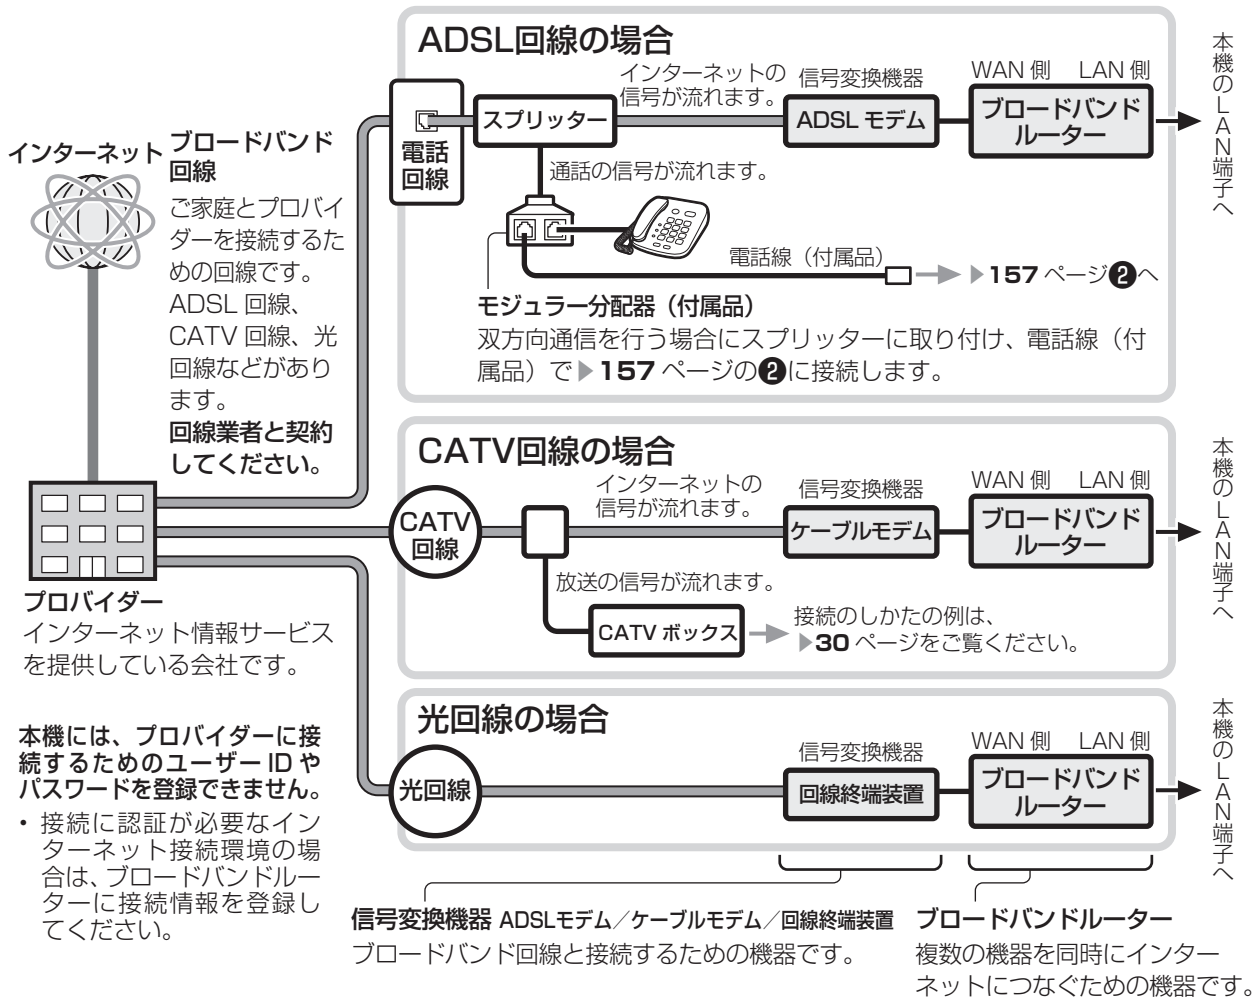 インターネット
ブロードバンド
回線
ご家庭とプロバイ
ダーを接続するた
めの回線です。
ADSL 回線、
CATV 回線、光
回線などがあり
ます。
回線業者と契約
してください。
プロバイダー
インターネット情報サービス
を提供している会社です。
本機には、プロバイダーに接
続するためのユーザー ID や
パスワードを登録できません。
・接続に認証が必要なイン
ターネット接続環境の場
合は、ブロードバンドルー
ターに接続情報を登録し
てください。
ADSL回線の場合
電話
回線
スプリッター
インターネットの
信号が流れます。
信号変換機器
ADSL モデム
WAN 側 LAN 側
ブロードバンド
ルーター
本機のLAN端子へ
通話の信号が流れます。
電話線（付属品）
▶157 ページ❷へ
モジュラー分配器（付属品）
双方向通信を行う場合にスプリッターに取り付け、電話線（付
属品）で▶157 ページの❷に接続します。
CATV回線の場合
CATV
回線
インターネットの
信号が流れます。
信号変換機器
ケーブルモデム
WAN 側 LAN 側
ブロードバンド
ルーター
本機のLAN端子へ
放送の信号が流れます。
CATV ボックス
接続のしかたの例は、
▶30 ページをご覧ください。
光回線の場合
光回線
信号変換機器
回線終端装置
WAN 側 LAN 側
ブロードバンド
ルーター
本機のLAN端子へ
信号変換機器 ADSLモデム／ケーブルモデム／回線終端装置
ブロードバンド回線と接続するための機器です。
ブロードバンドルーター
複数の機器を同時にインター
ネットにつなぐための機器です。